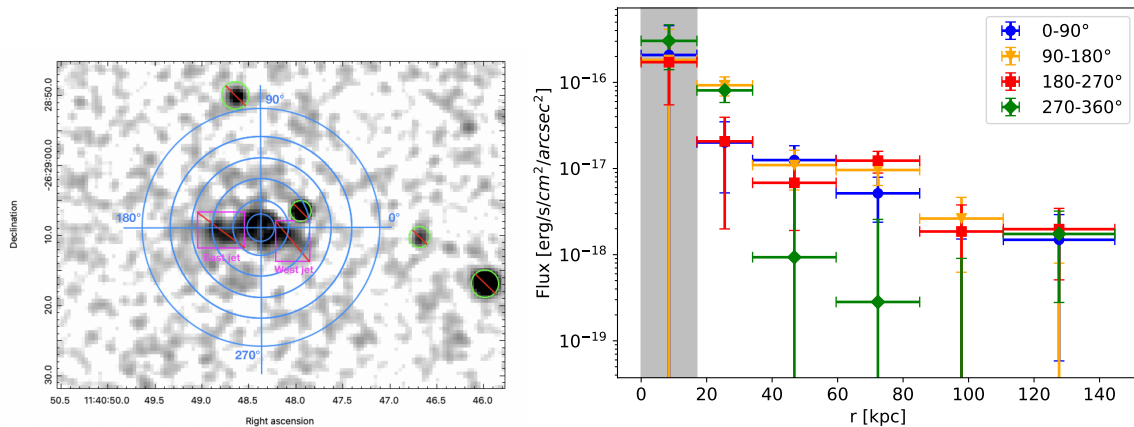 28:50.0
-26:29:00.0
10.0
20.0
30.0
Declination
90°
180°
0°
270°
East jet
West jet
50.5 11:40:50.0 49.5 49.0 48.5 48.0 47.5 47.0 46.5 46.0
Right ascension
Flux [erg/s/cm²/arcsec²]
10⁻¹⁶
10⁻¹⁷
10⁻¹⁸
10⁻¹⁹
0-90°
90-180°
180-270°
270-360°
0 20 40 60 80 100 120 140
r [kpc]